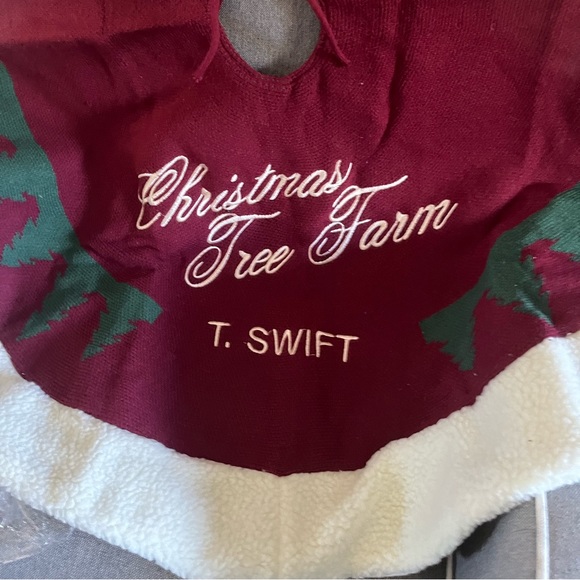 Christmas
Tree Farm
T. SWIFT